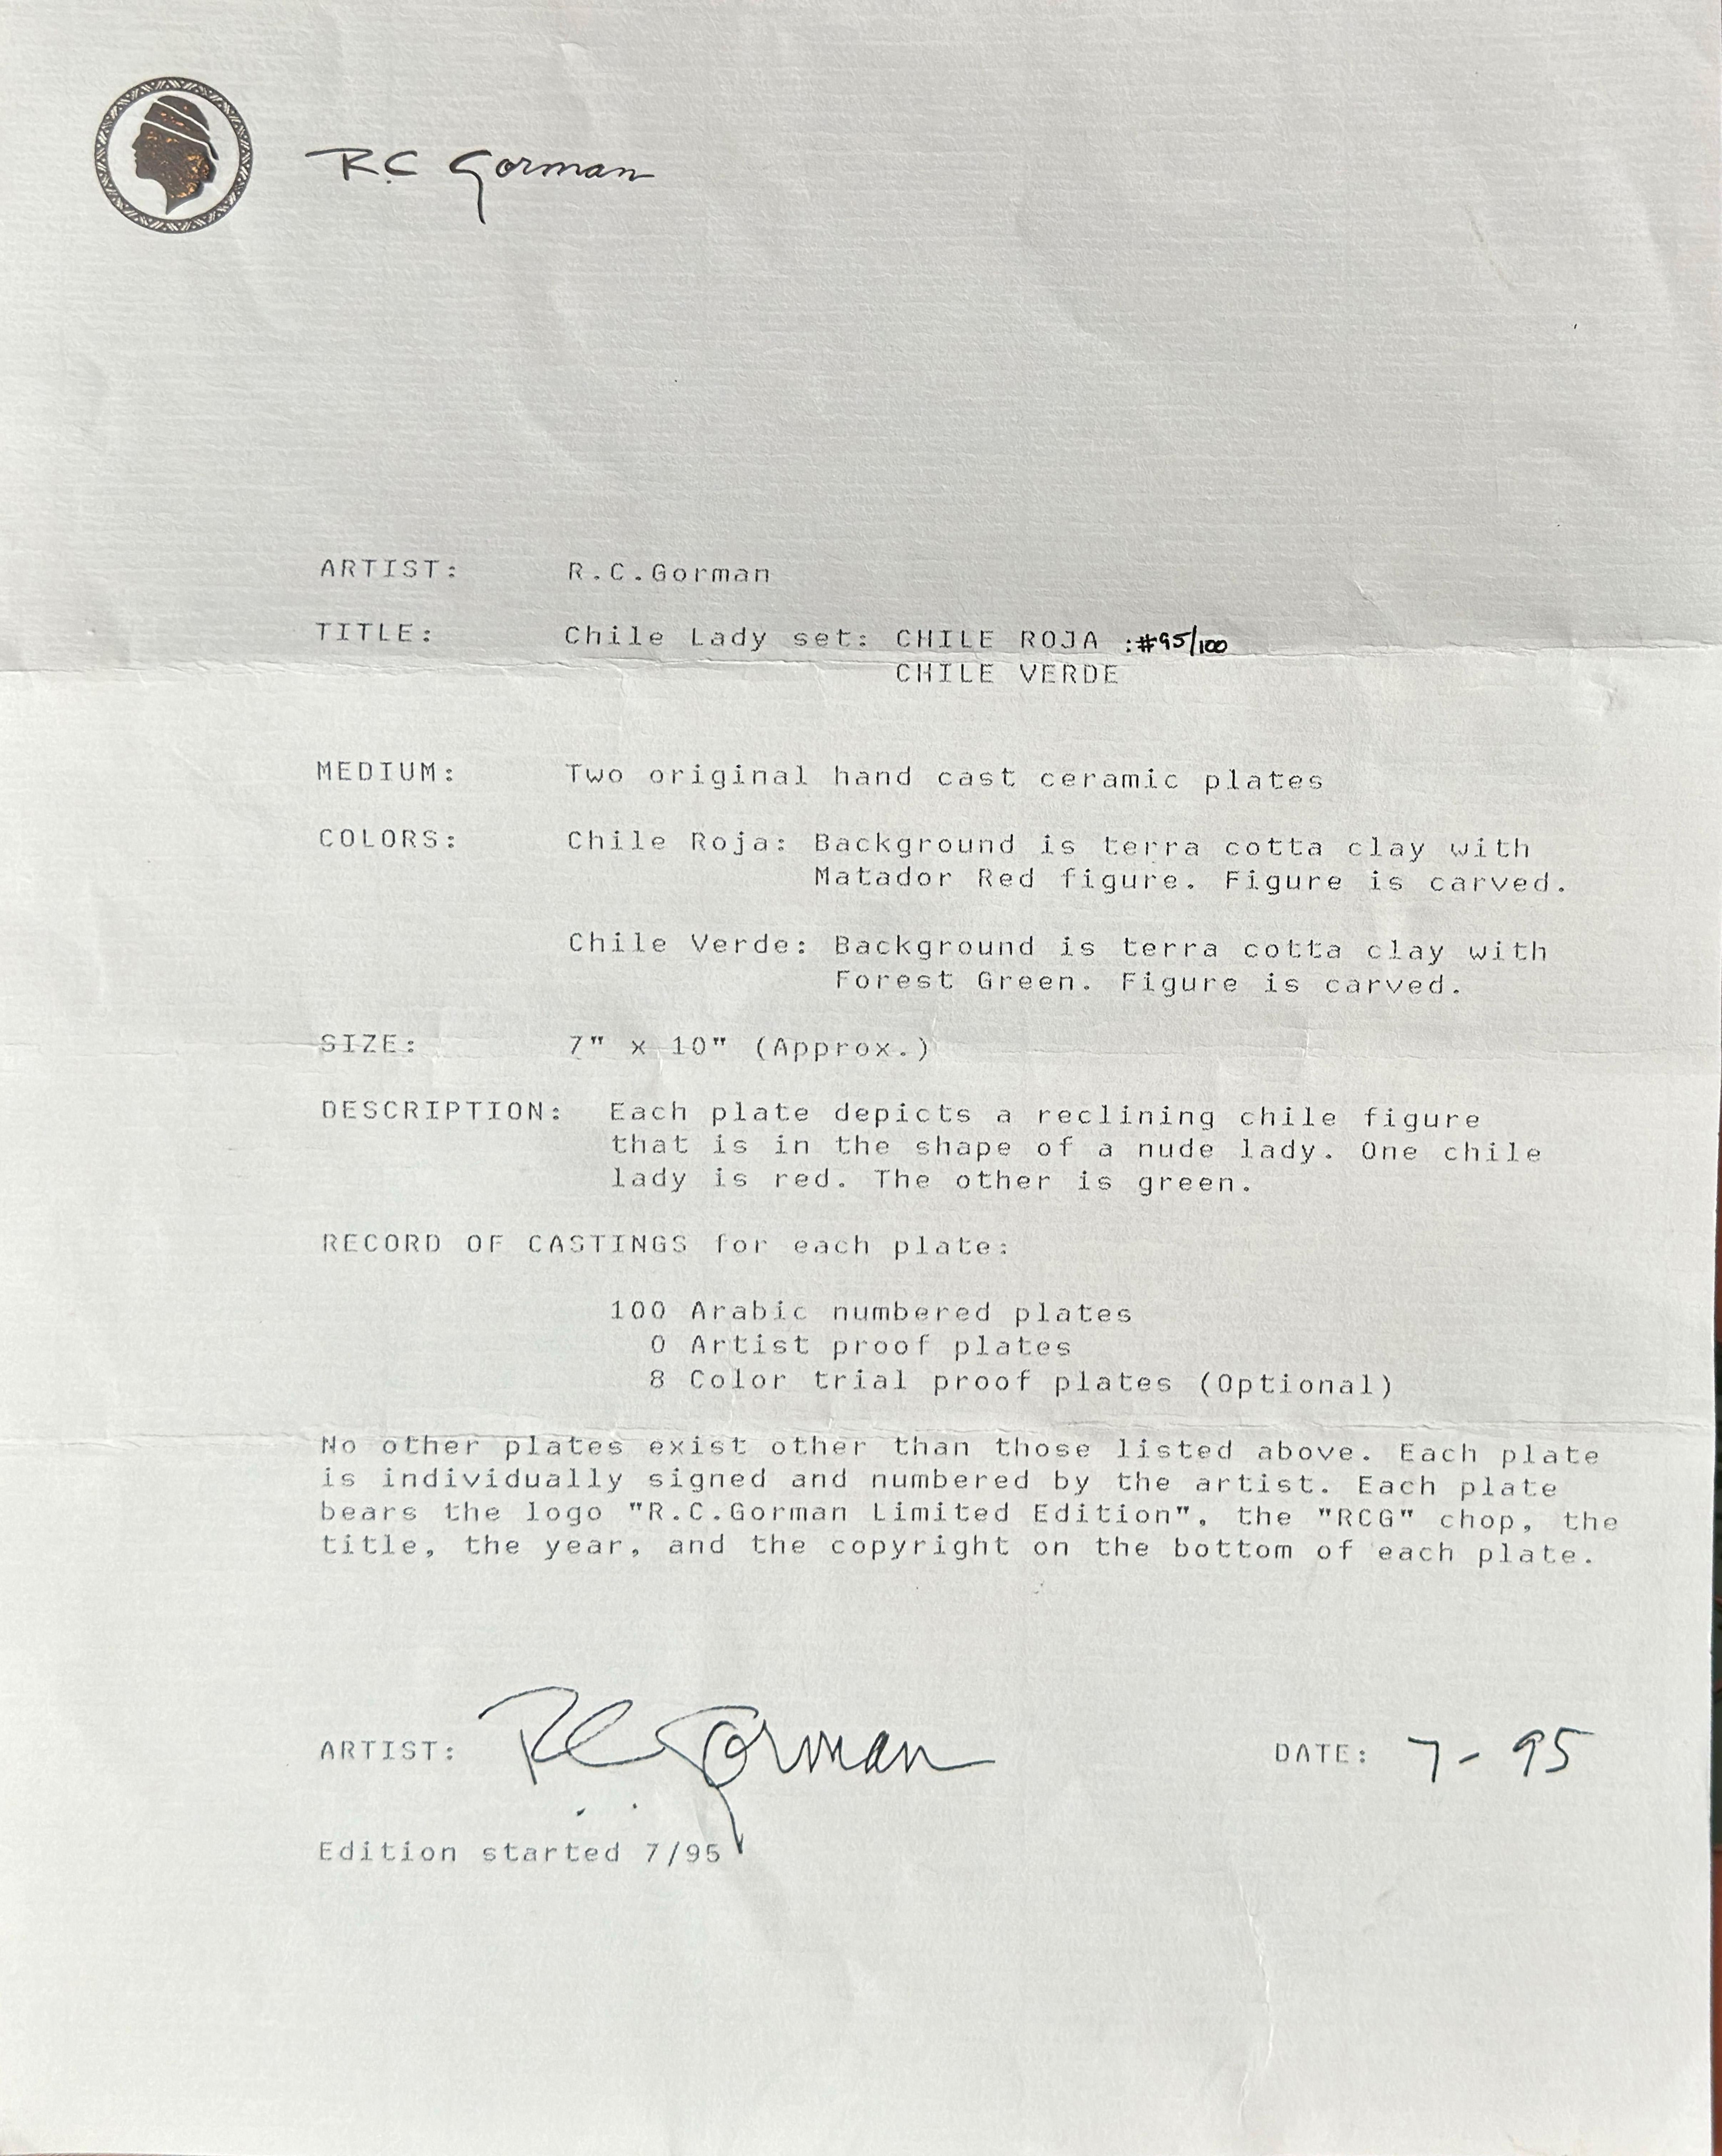 R.C Gorman
ARTIST: R.C.Gorman
TITLE: Chile Lady set: CHILE ROJA :#95/100
CHILE VERDE
MEDIUM: Two original hand cast ceramic plates
COLORS: Chile Roja: Background is terra cotta clay with
Matador Red figure. Figure is carved.
Chile Verde: Background is terra cotta clay with
Forest Green. Figure is carved.
SIZE: 7" x 10" (Approx.)
DESCRIPTION: Each plate depicts a reclining chile figure
that is in the shape of a nude lady. One chile
lady is red. The other is green.
RECORD OF CASTINGS for each plate:
100 Arabic numbered plates
0 Artist proof plates
8 Color trial proof plates (Optional)
No other plates exist other than those listed above. Each plate
is individually signed and numbered by the artist. Each plate
bears the logo "R.C.Gorman Limited Edition", the "RCG" chop, the
title, the year, and the copyright on the bottom of each plate.
ARTIST: R.C. Gorman DATE: 7-95
Edition started 7/95